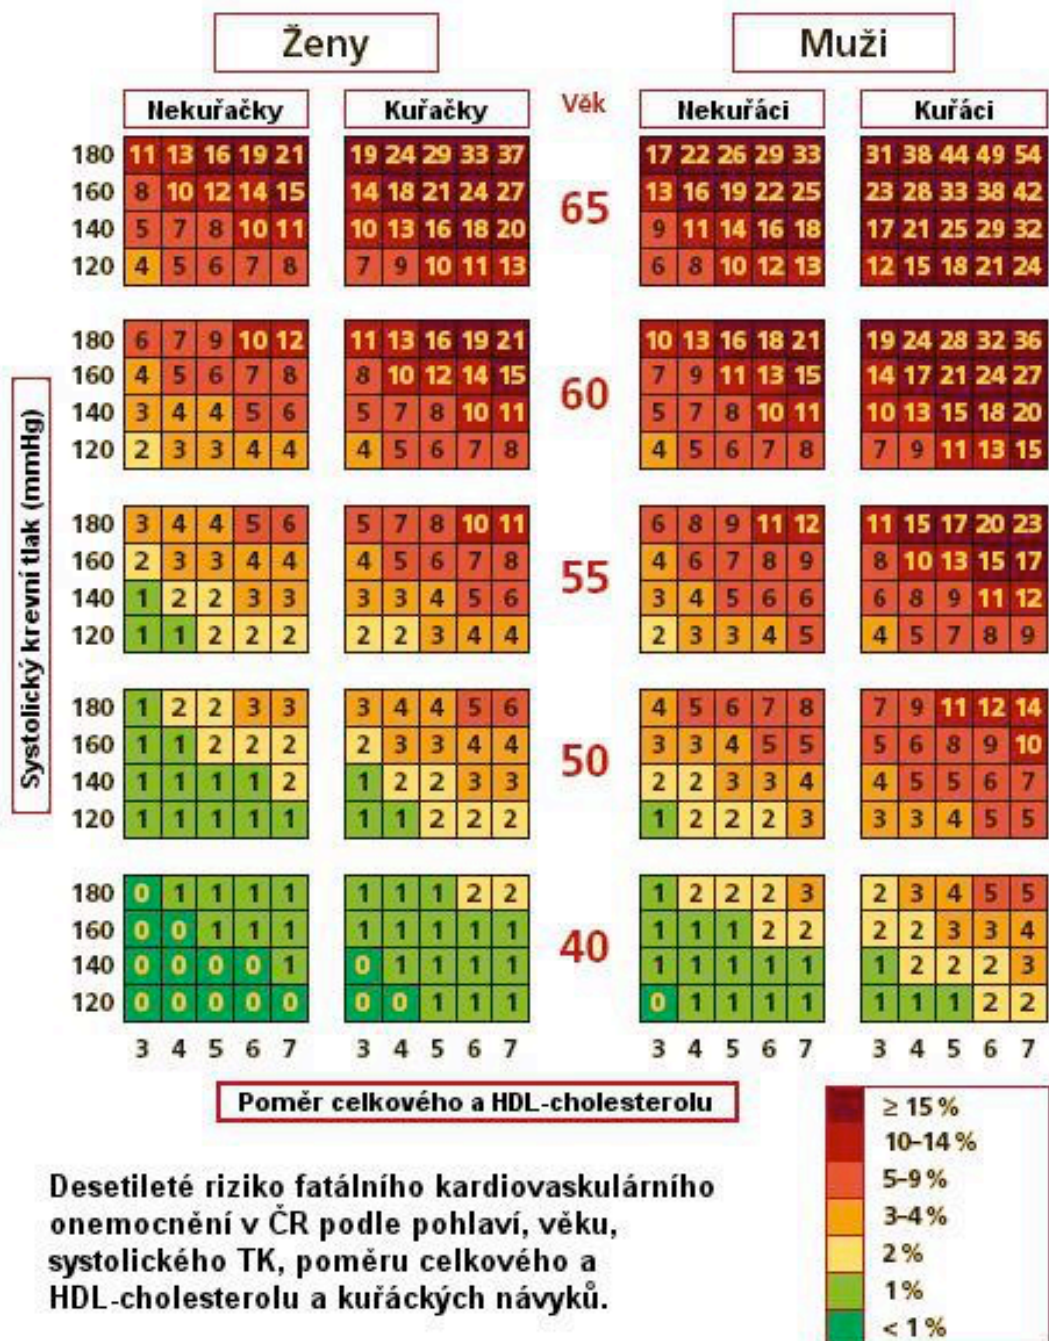 Ženy Muži
Nekuřačky Kuřačky Věk Nekuřáci Kuřáci
180 11 13 16 19 21 19 24 29 33 37 17 22 26 29 33 31 38 44 49 54
160 8 10 12 14 15 14 18 21 24 27 13 16 19 22 25 23 28 33 38 42
65
140 5 7 8 10 11 10 13 16 18 20 9 11 14 16 18 17 21 25 29 32
120 4 5 6 7 8 7 9 10 11 13 6 8 10 12 13 12 15 18 21 24
180 6 7 9 10 12 11 13 16 19 21 10 13 16 18 21 19 24 28 32 36
160 4 5 6 7 8 8 10 12 14 15 7 9 11 13 15 14 17 21 24 27
60
140 3 4 4 5 6 5 7 8 10 11 5 7 8 10 11 10 13 15 18 20
120 2 3 3 4 4 4 5 6 7 8 4 5 6 7 8 7 9 11 13 15
Systolický krevní tlak (mmHg)
180 3 4 4 5 6 5 7 8 10 11 6 8 9 11 12 11 15 17 20 23
160 2 3 3 4 4 4 5 6 7 8 4 6 7 8 9 8 10 13 15 17
55
140 1 2 2 3 3 3 3 4 5 6 3 4 5 6 6 6 8 9 11 12
120 1 1 2 2 2 2 2 3 4 4 2 3 3 4 5 4 5 7 8 9
180 1 2 2 3 3 3 4 4 5 6 4 5 6 7 8 7 9 11 12 14
160 1 1 2 2 2 2 3 3 4 4 3 3 4 5 5 5 6 8 9 10
50
140 1 1 1 1 2 1 2 2 3 3 2 2 3 3 4 4 5 5 6 7
120 1 1 1 1 1 1 1 2 2 2 1 2 2 2 3 3 3 4 5 5
180 0 1 1 1 1 1 1 1 2 2 1 2 2 2 3 2 3 4 5 5
160 0 0 1 1 1 1 1 1 1 1 1 1 1 2 2 2 2 3 3 4
40
140 0 0 0 0 1 0 1 1 1 1 1 1 1 1 1 1 2 2 2 3
120 0 0 0 0 0 0 0 1 1 1 0 1 1 1 1 1 1 1 2 2
3 4 5 6 7 3 4 5 6 7 3 4 5 6 7 3 4 5 6 7
Poměr celkového a HDL-cholesterolu
≥ 15 %
10–14 %
5–9 %
3–4 %
2 %
1 %
< 1 %
Desetileté riziko fatálního kardiovaskulárního
onemocnění v ČR podle pohlaví, věku,
systolického TK, poměru celkového a
HDL-cholesterolu a kuřáckých návyků.